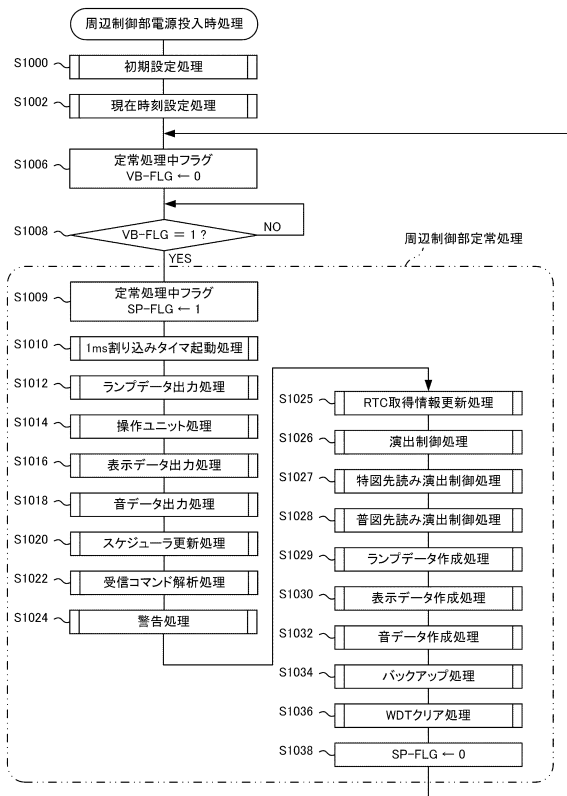 周辺制御部電源投入時処理
S1000
初期設定処理
S1002
現在時刻設定処理
S1006
定常処理中フラグ
VB-FLG ← 0
S1008
VB-FLG = 1 ?
NO
YES
周辺制御部定常処理
S1009
定常処理中フラグ
SP-FLG ← 1
S1010
1ms割り込みタイマ起動処理
S1012
ランプデータ出力処理
S1014
操作ユニット処理
S1016
表示データ出力処理
S1018
音データ出力処理
S1020
スケジューラ更新処理
S1022
受信コマンド解析処理
S1024
警告処理
S1025
RTC取得情報更新処理
S1026
演出制御処理
S1027
特図先読み演出制御処理
S1028
普図先読み演出制御処理
S1029
ランプデータ作成処理
S1030
表示データ作成処理
S1032
音データ作成処理
S1034
バックアップ処理
S1036
WDTクリア処理
S1038
SP-FLG ← 0